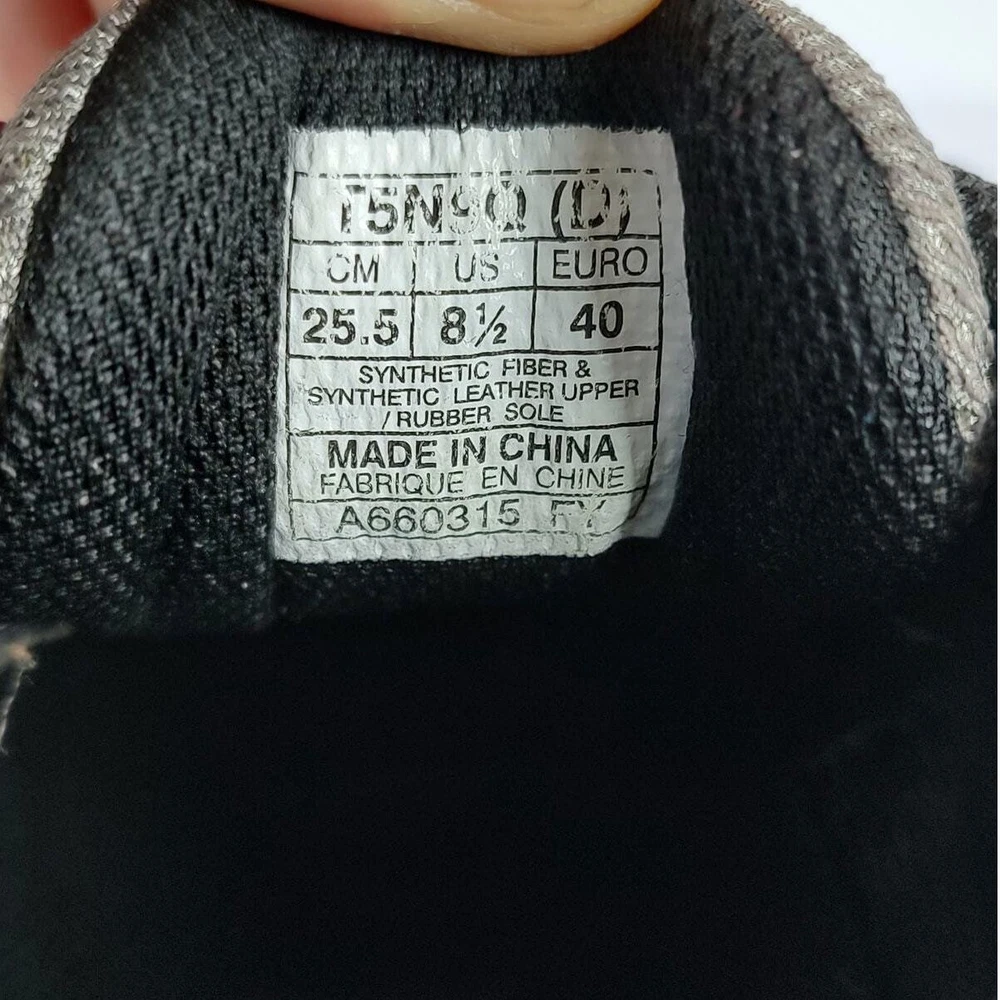 T5N9Q (D)
CM US EURO
25.5 8½ 40
SYNTHETIC FIBER &
SYNTHETIC LEATHER UPPER
/ RUBBER SOLE
MADE IN CHINA
FABRIQUE EN CHINE
A660315 FY